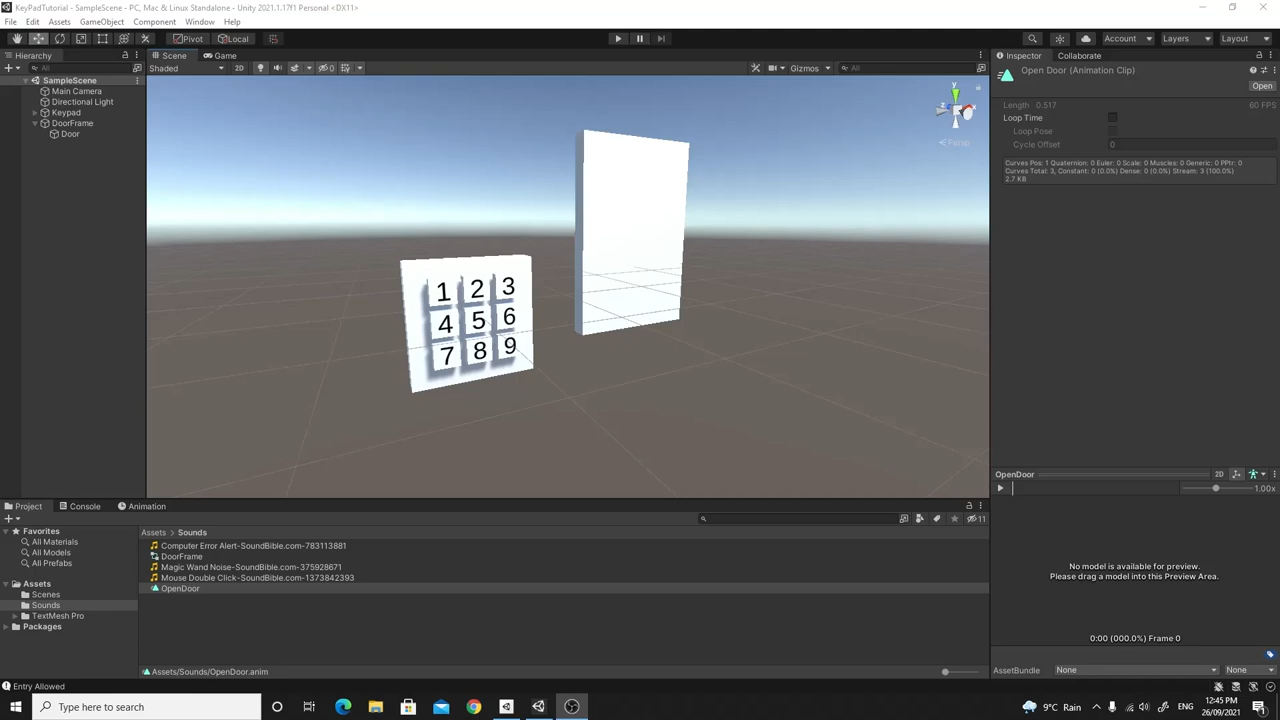 KeyPadTutorial - SampleScene - PC, Mac & Linux Standalone - Unity 2021.1.17f1 Personal <DX11>
File Edit Assets GameObject Component Window Help
Pivot Local Account Layers Layout
Hierarchy Scene Game Inspector Collaborate
All Shaded 2D 0 Gizmos All
Open Door (Animation Clip)
Open
SampleScene
Main Camera
Directional Light
Keypad
DoorFrame
Door
y
z
Persp
1 2 3
4 5 6
7 8 9
Length 0.517 60 FPS
Loop Time
Loop Pose
Cycle Offset 0
Curves Pos: 1 Quaternion: 0 Euler: 0 Scale: 0 Muscles: 0 Generic: 0 PPtr: 0
Curves Total: 3, Constant: 0 (0.0%) Dense: 0 (0.0%) Stream: 3 (100.0%)
2.7 KB
OpenDoor 2D
1.00x
No model is available for preview.
Please drag a model into this Preview Area.
0:00 (000.0%) Frame 0
AssetBundle None None
Project Console Animation
11
Favorites
All Materials
All Models
All Prefabs
Assets
Scenes
Sounds
TextMesh Pro
Packages
Assets > Sounds
Computer Error Alert-SoundBible.com-783113881
DoorFrame
Magic Wand Noise-SoundBible.com-375928671
Mouse Double Click-SoundBible.com-1373842393
OpenDoor
Assets/Sounds/OpenDoor.anim
Entry Allowed
Type here to search
9°C Rain
12:45 PM
26/09/2021